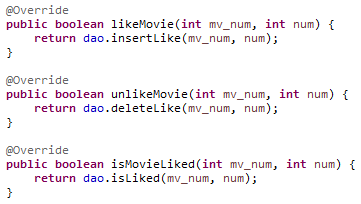 @Override
public boolean likeMovie(int mv_num, int num) {
    return dao.insertLike(mv_num, num);
}
@Override
public boolean unlikeMovie(int mv_num, int num) {
    return dao.deleteLike(mv_num, num);
}
@Override
public boolean isMovieLiked(int mv_num, int num) {
    return dao.isLiked(mv_num, num);
}